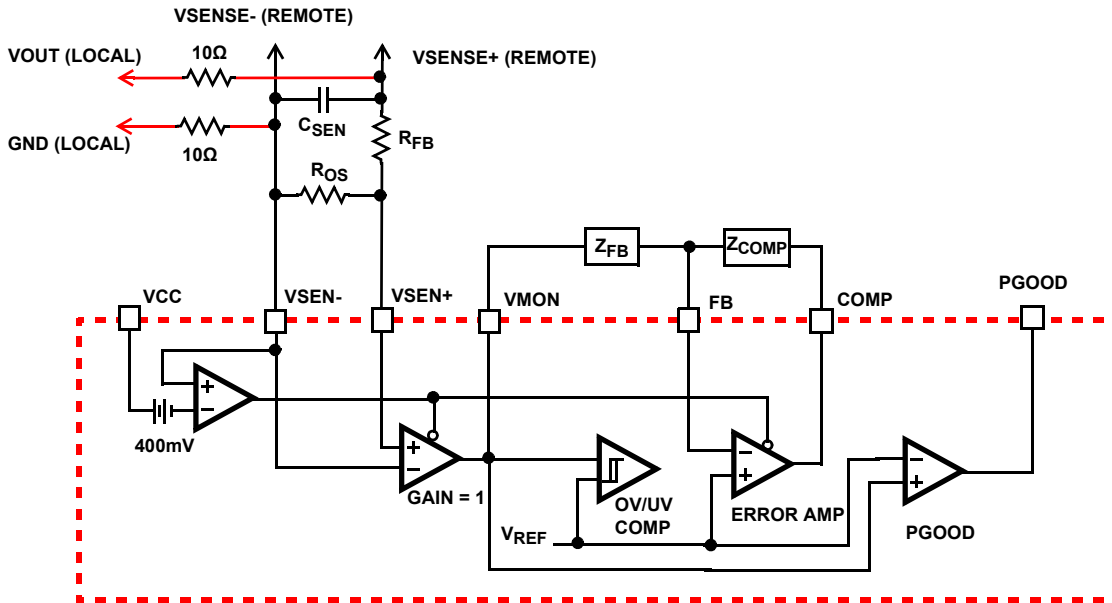 VSENSE- (REMOTE)
VOUT (LOCAL)
10Ω
VSENSE+ (REMOTE)
CSEN
RFB
GND (LOCAL)
10Ω
ROS
ZFB
ZCOMP
VCC
VSEN-
VSEN+
VMON
FB
COMP
PGOOD
+
−
400mV
+
−
GAIN = 1
OV/UV
COMP
−
+
ERROR AMP
−
+
PGOOD
VREF